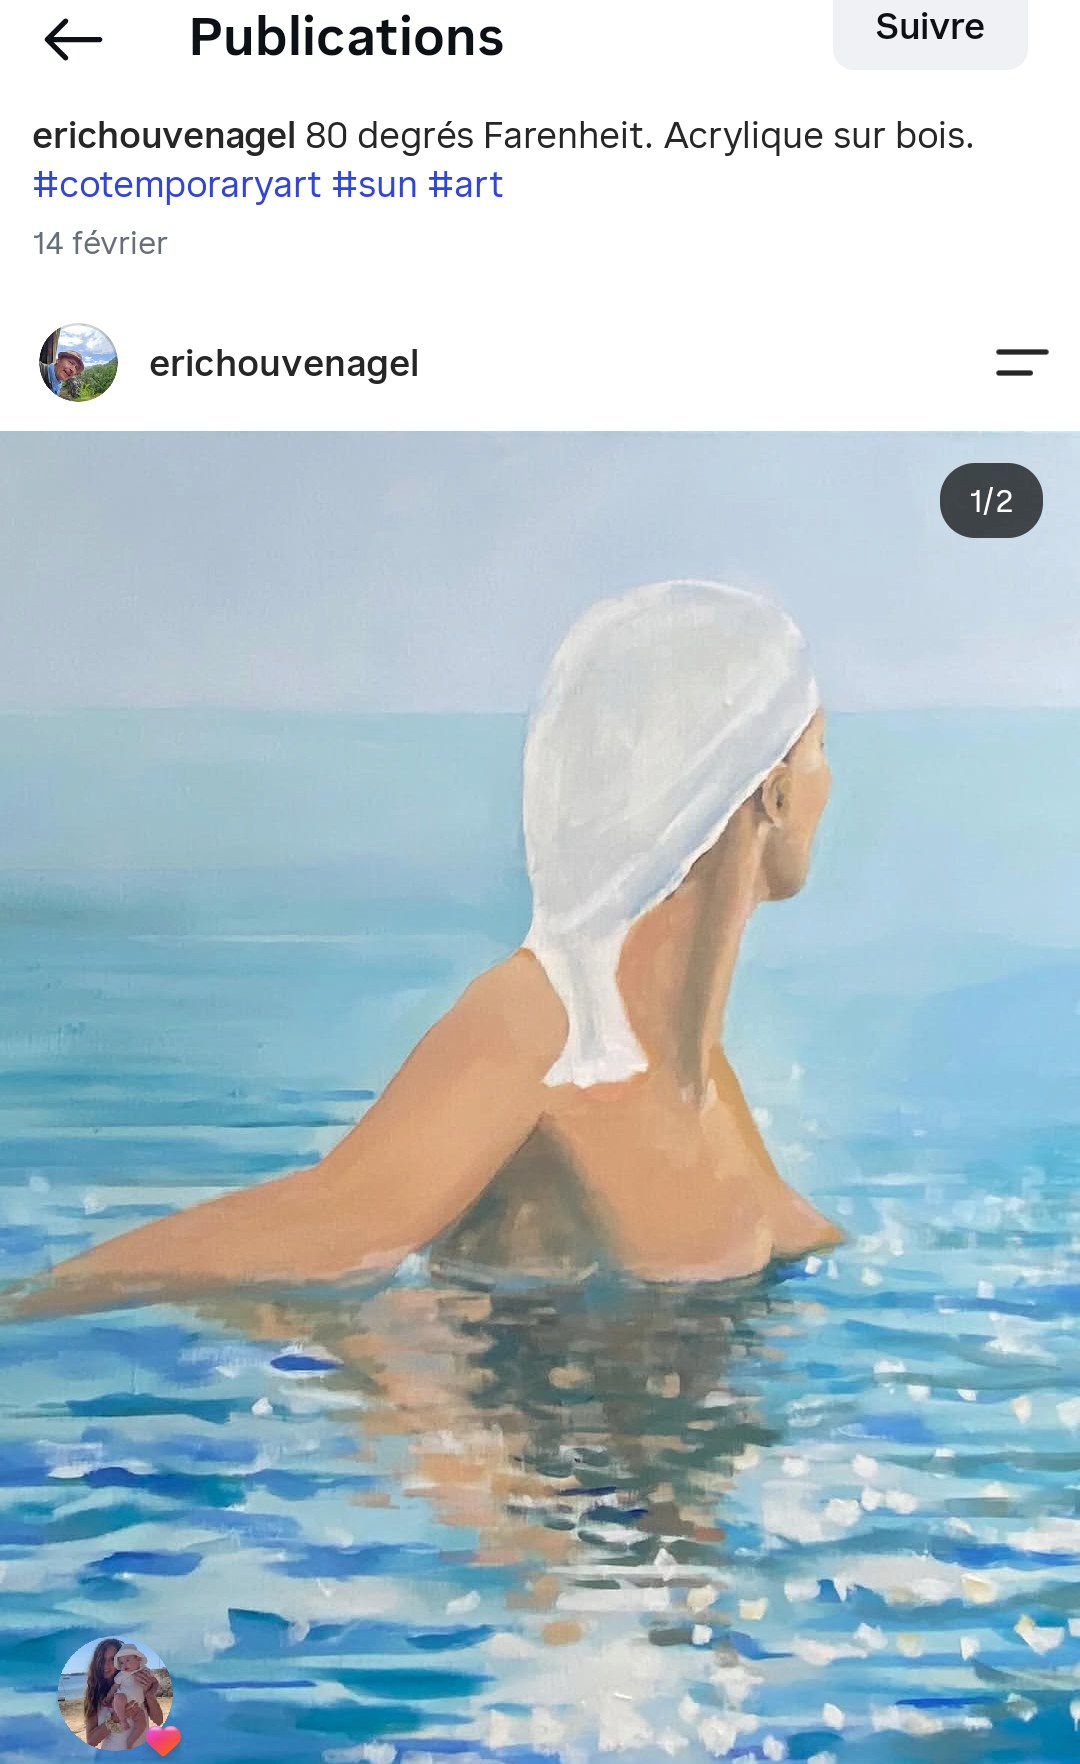 Publications
Suivre
erichouvenagel 80 degrés Farenheit. Acrylique sur bois.
#cotemporaryart #sun #art
14 février
erichouvenagel
1/2